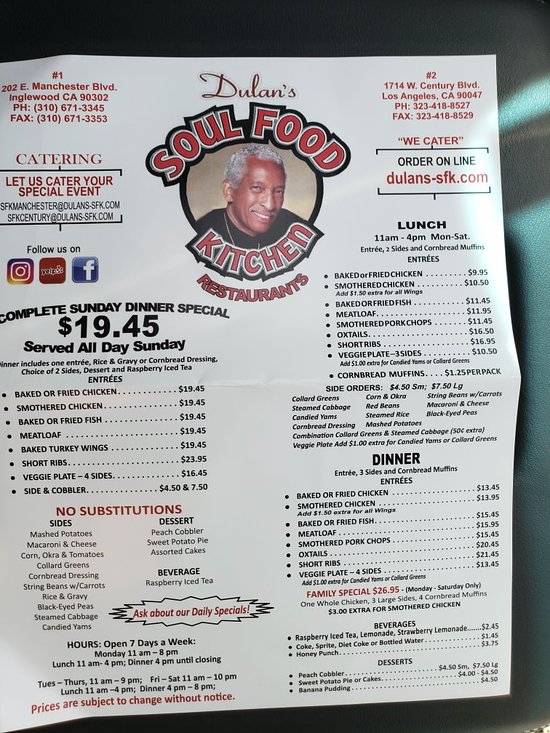 #1
202 E. Manchester Blvd.
Inglewood CA 90302
PH: (310) 671-3345
FAX: (310) 671-3353
CATERING
LET US CATER YOUR
SPECIAL EVENT
SFKMANCHESTER@DULANS-SFK.COM
SFKCENTURY@DULANS-SFK.COM
Follow us on
yelp
f
Dulan's
SOUL FOOD
KITCHEN
RESTAURANTS
#2
1714 W. Century Blvd.
Los Angeles, CA 90047
PH: 323-418-8527
FAX: 323-418-8529
"WE CATER"
ORDER ON LINE
dulans-sfk.com
COMPLETE SUNDAY DINNER SPECIAL
$19.45
Served All Day Sunday
Dinner includes one entrée, Rice & Gravy or Cornbread Dressing,
Choice of 2 Sides, Dessert and Raspberry Iced Tea
ENTRÉES
• BAKED OR FRIED CHICKEN. . . . . . . . . . . $19.45
• SMOTHERED CHICKEN. . . . . . . . . . . . . . $19.45
• BAKED OR FRIED FISH . . . . . . . . . . . . . $19.45
• MEATLOAF . . . . . . . . . . . . . . . . . . . . $19.45
• BAKED TURKEY WINGS . . . . . . . . . . . . . $19.45
• SHORT RIBS. . . . . . . . . . . . . . . . . . . . $23.95
• VEGGIE PLATE – 4 SIDES. . . . . . . . . . . . $16.45
• SIDE & COBBLER. . . . . . . . . . . . . $4.50 & 7.50
NO SUBSTITUTIONS
SIDES
Mashed Potatoes
Macaroni & Cheese
Corn, Okra & Tomatoes
Collard Greens
Cornbread Dressing
String Beans w/Carrots
Rice & Gravy
Black-Eyed Peas
Steamed Cabbage
Candied Yams
DESSERT
Peach Cobbler
Sweet Potato Pie
Assorted Cakes
BEVERAGE
Raspberry Iced Tea
Ask about our Daily Specials!
HOURS: Open 7 Days a Week:
Monday 11 am – 8 pm
Lunch 11 am- 4 pm; Dinner 4 pm until closing
Tues – Thurs, 11 am – 9 pm; Fri – Sat 11 am – 10 pm
Lunch 11 am –4 pm; Dinner 4 pm – 8 pm;
Prices are subject to change without notice.
LUNCH
11am - 4pm Mon-Sat.
Entrée, 2 Sides and Cornbread Muffins
ENTRÉES
• BAKED or FRIED CHICKEN . . . . . . . . . . $9.95
• SMOTHERED CHICKEN . . . . . . . . . . . . $10.50
Add $1.50 extra for all Wings
• BAKED OR FRIED FISH. . . . . . . . . . . . . $11.45
• MEATLOAF. . . . . . . . . . . . . . . . . . . . $11.95
• SMOTHERED PORK CHOPS . . . . . . . . . $11.45
• OXTAILS. . . . . . . . . . . . . . . . . . . . . $16.50
• SHORT RIBS. . . . . . . . . . . . . . . . . . . $16.95
• VEGGIE PLATE – 3 SIDES . . . . . . . . . . . $10.50
Add $1.00 extra for Candied Yams or Collard Greens
• CORNBREAD MUFFINS. . . . $1.25 PER PACK
SIDE ORDERS: $4.50 Sm; $7.50 Lg
Collard Greens Corn & Okra String Beans w/Carrots
Steamed Cabbage Red Beans Macaroni & Cheese
Candied Yams Steamed Rice Black-Eyed Peas
Cornbread Dressing Mashed Potatoes
Combination Collard Greens & Steamed Cabbage (50¢ extra)
Veggie Plate Add $1.00 extra for Candied Yams or Collard Greens
DINNER
Entrée, 3 Sides and Cornbread Muffins
ENTRÉES
• BAKED OR FRIED CHICKEN . . . . . . . . . . . $13.45
• SMOTHERED CHICKEN . . . . . . . . . . . . . . $13.95
Add $1.50 extra for all Wings
• BAKED OR FRIED FISH. . . . . . . . . . . . . . . $15.45
• MEATLOAF. . . . . . . . . . . . . . . . . . . . . . $15.95
• SMOTHERED PORK CHOPS . . . . . . . . . . . $15.45
• OXTAILS . . . . . . . . . . . . . . . . . . . . . . . $20.45
• SHORT RIBS . . . . . . . . . . . . . . . . . . . . . $21.45
• VEGGIE PLATE – 4 SIDES . . . . . . . . . . . . . $13.45
Add $1.00 extra for Candied Yams or Collard Greens
FAMILY SPECIAL $26.95 - (Monday - Saturday Only)
One Whole Chicken, 3 Large Sides, 4 Cornbread Muffins
$3.00 EXTRA FOR SMOTHERED CHICKEN
BEVERAGES
• Raspberry Iced Tea, Lemonade, Strawberry Lemonade.......$2.45
• Coke, Sprite, Diet Coke or Bottled Water . . . . . . . . . $1.45
• Honey Punch. . . . . . . . . . . . . . . . . . . . . . . $3.75
DESSERTS
• Peach Cobbler . . . . . . . . . . . . . . $4.50 Sm, $7.50 Lg
• Sweet Potato Pie or Cakes. . . . . . . . . . $4.00 - $4.50
• Banana Pudding . . . . . . . . . . . . . . . . . . . $4.50